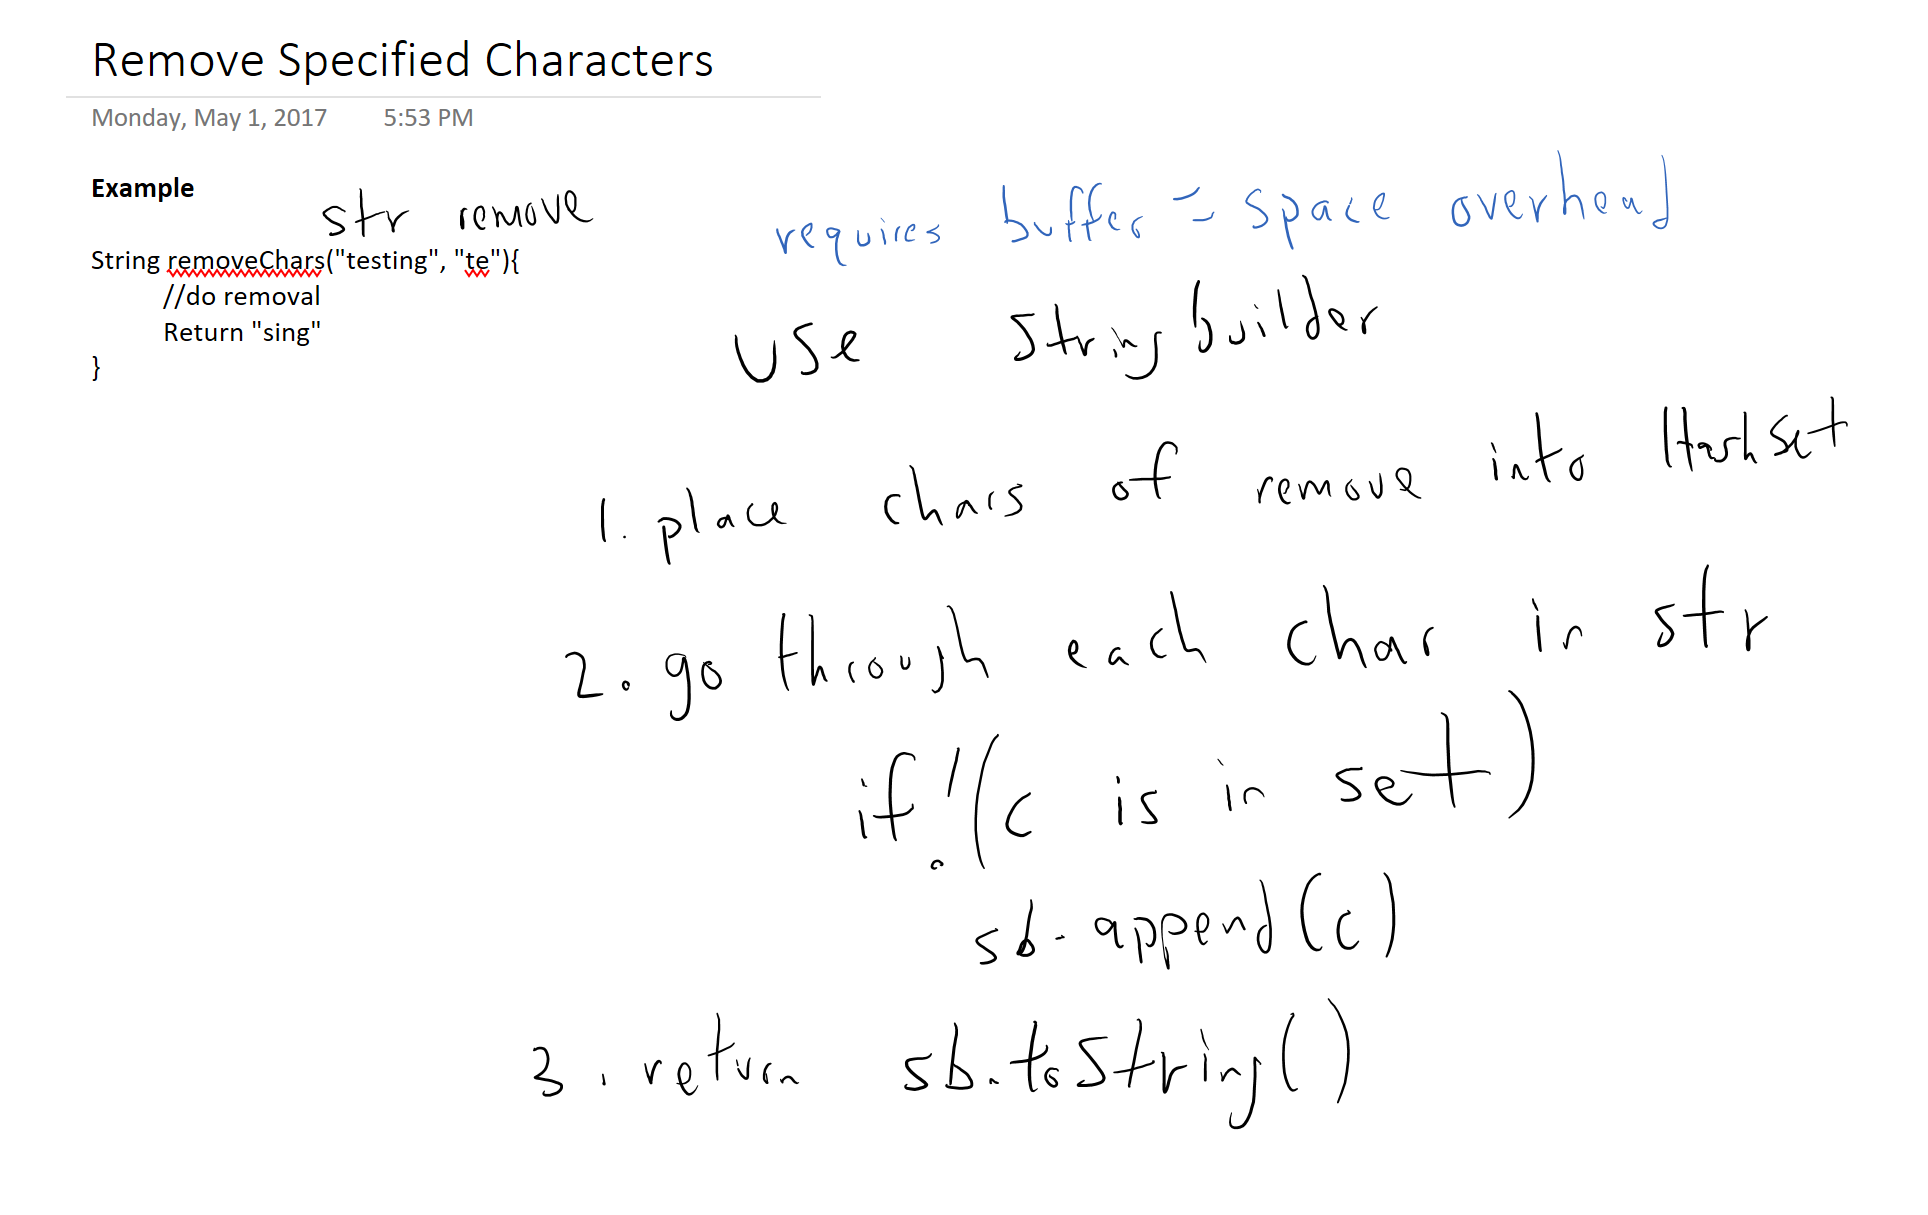 Remove Specified Characters
Monday, May 1, 2017 5:53 PM
Example
str remove
String removeChars("testing", "te"){
//do removal
Return "sing"
}
requires buffer = space overhead
use Stringbuilder
1. place chars of remove into Hashset
2. go through each char in str
if !(c is in set)
sb.append(c)
3. return sb.toString()